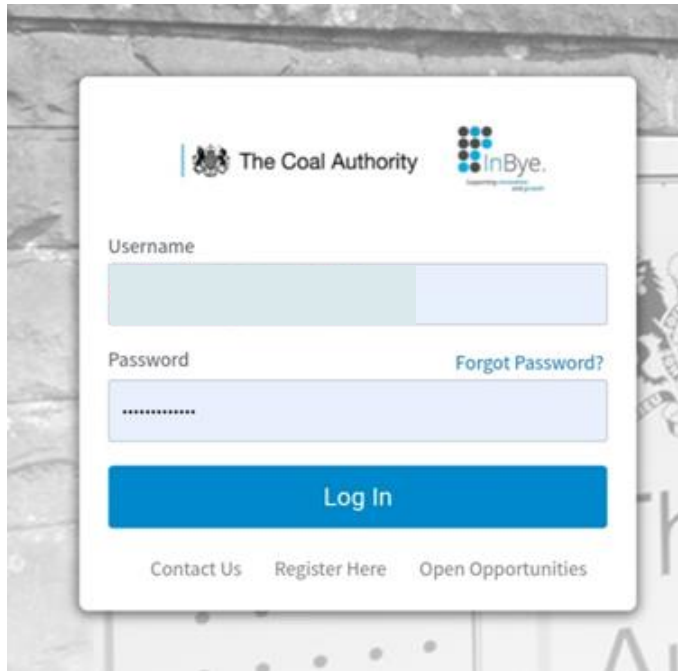 The Coal Authority
InBye.
Username
Password
Forgot Password?
.............
Log In
Contact Us
Register Here
Open Opportunities